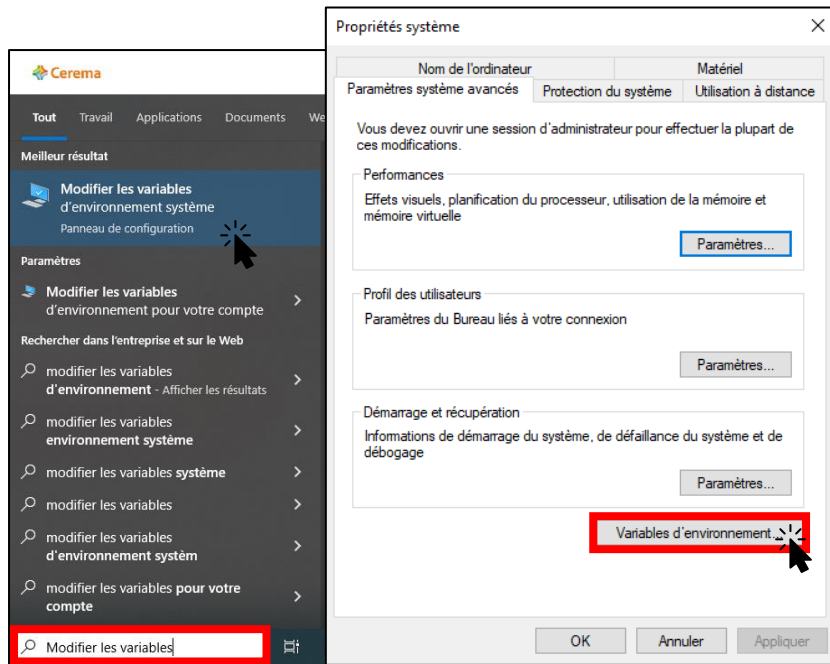 Cerema
Tout Travail Applications Documents We
Meilleur résultat
Modifier les variables
d'environnement système
Panneau de configuration
Paramètres
Modifier les variables
d'environnement pour votre compte
Rechercher dans l'entreprise et sur le Web
modifier les variables
d'environnement - Afficher les résultats
modifier les variables
environnement système
modifier les variables système
modifier les variables
modifier les variables
d'environnement systèm
modifier les variables pour votre
compte
Modifier les variables
Propriétés système
Nom de l'ordinateur Matériel
Paramètres système avancés Protection du système Utilisation à distance
Vous devez ouvrir une session d'administrateur pour effectuer la plupart de
ces modifications.
Performances
Effets visuels, planification du processeur, utilisation de la mémoire et
mémoire virtuelle
Paramètres...
Profil des utilisateurs
Paramètres du Bureau liés à votre connexion
Paramètres...
Démarrage et récupération
Informations de démarrage du système, de défaillance du système et de
débogage
Paramètres...
Variables d'environnement...
OK Annuler Appliquer